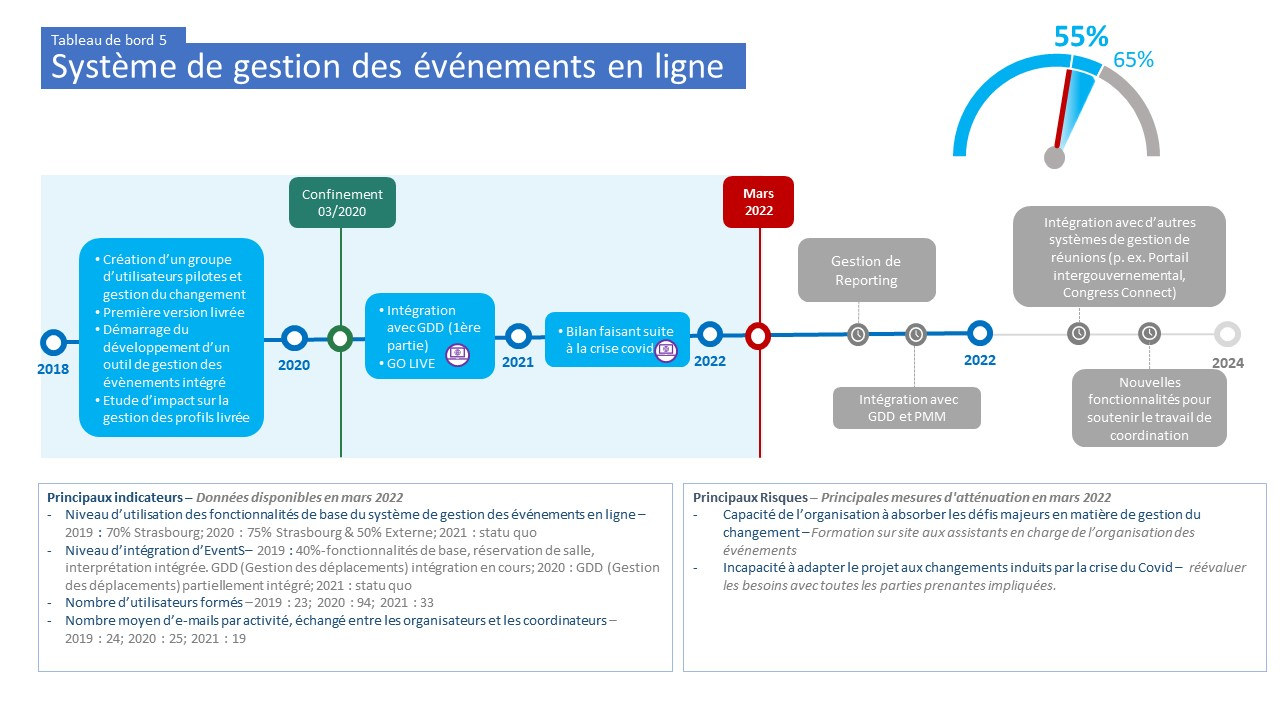 Tableau de bord 5
Système de gestion des événements en ligne
55%
65%
Confinement
03/2020
Mars
2022
• Création d’un groupe
d’utilisateurs pilotes et
gestion du changement
• Première version livrée
• Démarrage du
développement d’un
outil de gestion des
évènements intégré
• Etude d’impact sur la
gestion des profils livrée
• Intégration
avec GDD (1ère
partie)
• GO LIVE
• Bilan faisant suite
à la crise covid
Gestion de
Reporting
Intégration avec d’autres
systèmes de gestion de
réunions (p. ex. Portail
intergouvernemental,
Congress Connect)
2018
2020
2021
2022
2022
2024
Intégration avec
GDD et PMM
Nouvelles
fonctionnalités pour
soutenir le travail de
coordination
Principaux indicateurs – Données disponibles en mars 2022
- Niveau d’utilisation des fonctionnalités de base du système de gestion des événements en ligne –
2019 : 70% Strasbourg; 2020 : 75% Strasbourg & 50% Externe; 2021 : statu quo
- Niveau d’intégration d’EventS– 2019 : 40%-fonctionnalités de base, réservation de salle,
interprétation intégrée. GDD (Gestion des déplacements) intégration en cours; 2020 : GDD (Gestion
des déplacements) partiellement intégré; 2021 : statu quo
- Nombre d’utilisateurs formés –2019 : 23; 2020 : 94; 2021 : 33
- Nombre moyen d’e-mails par activité, échangé entre les organisateurs et les coordinateurs –
2019 : 24; 2020 : 25; 2021 : 19
Principaux Risques – Principales mesures d'atténuation en mars 2022
- Capacité de l’organisation à absorber les défis majeurs en matière de gestion du
changement – Formation sur site aux assistants en charge de l’organisation des
événements
- Incapacité à adapter le projet aux changements induits par la crise du Covid – réévaluer
les besoins avec toutes les parties prenantes impliquées.